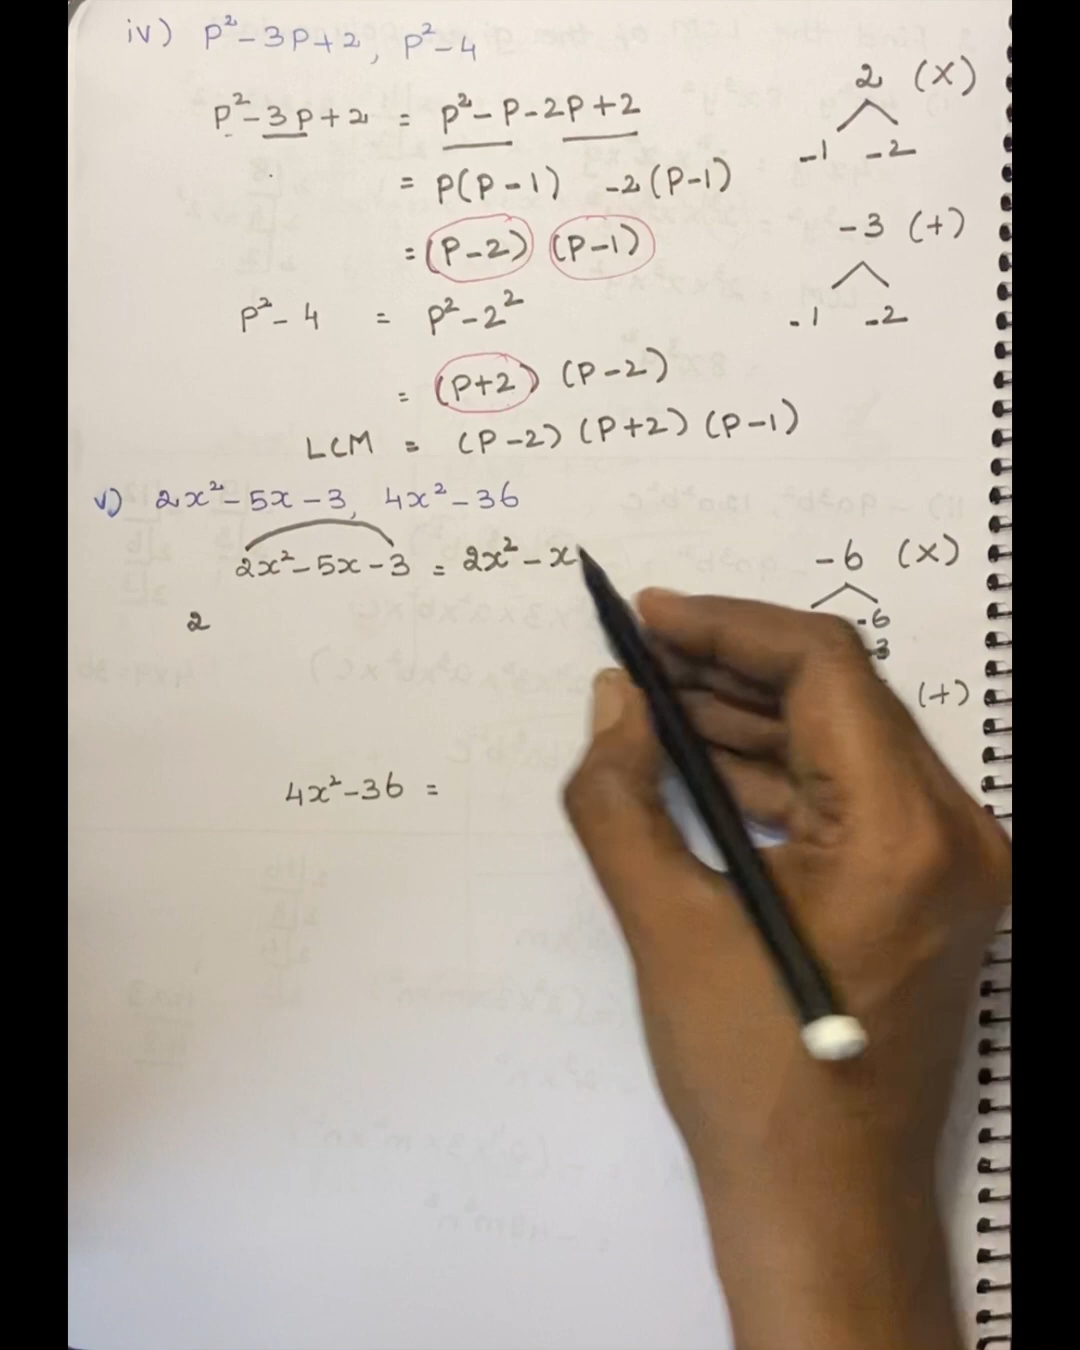 iv) p²-3p+2, p²-4
2 (x)
p²-3p+2 = p²-p-2p+2
-1 -2
= p(p-1) -2(p-1)
-3 (+)
= (p-2) (p-1)
-1 -2
p²-4 = p²-2²
= (p+2) (p-2)
LCM = (p-2) (p+2) (p-1)
v) 2x²-5x-3, 4x²-36
2x²-5x-3 = 2x²-x
-6 (x)
-6
2
3
(+)
4x²-36 =